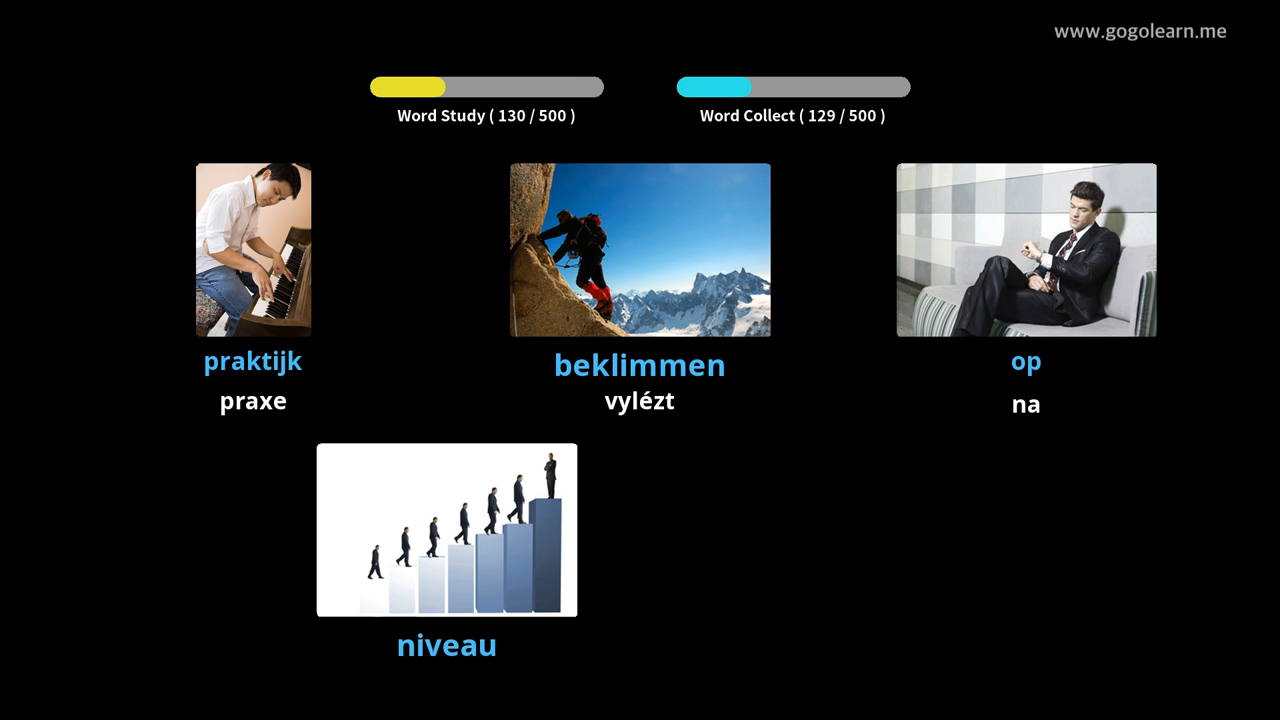 www.gogolearn.me
Word Study ( 130 / 500 )
Word Collect ( 129 / 500 )
praktijk
praxe
beklimmen
vylézt
op
na
niveau